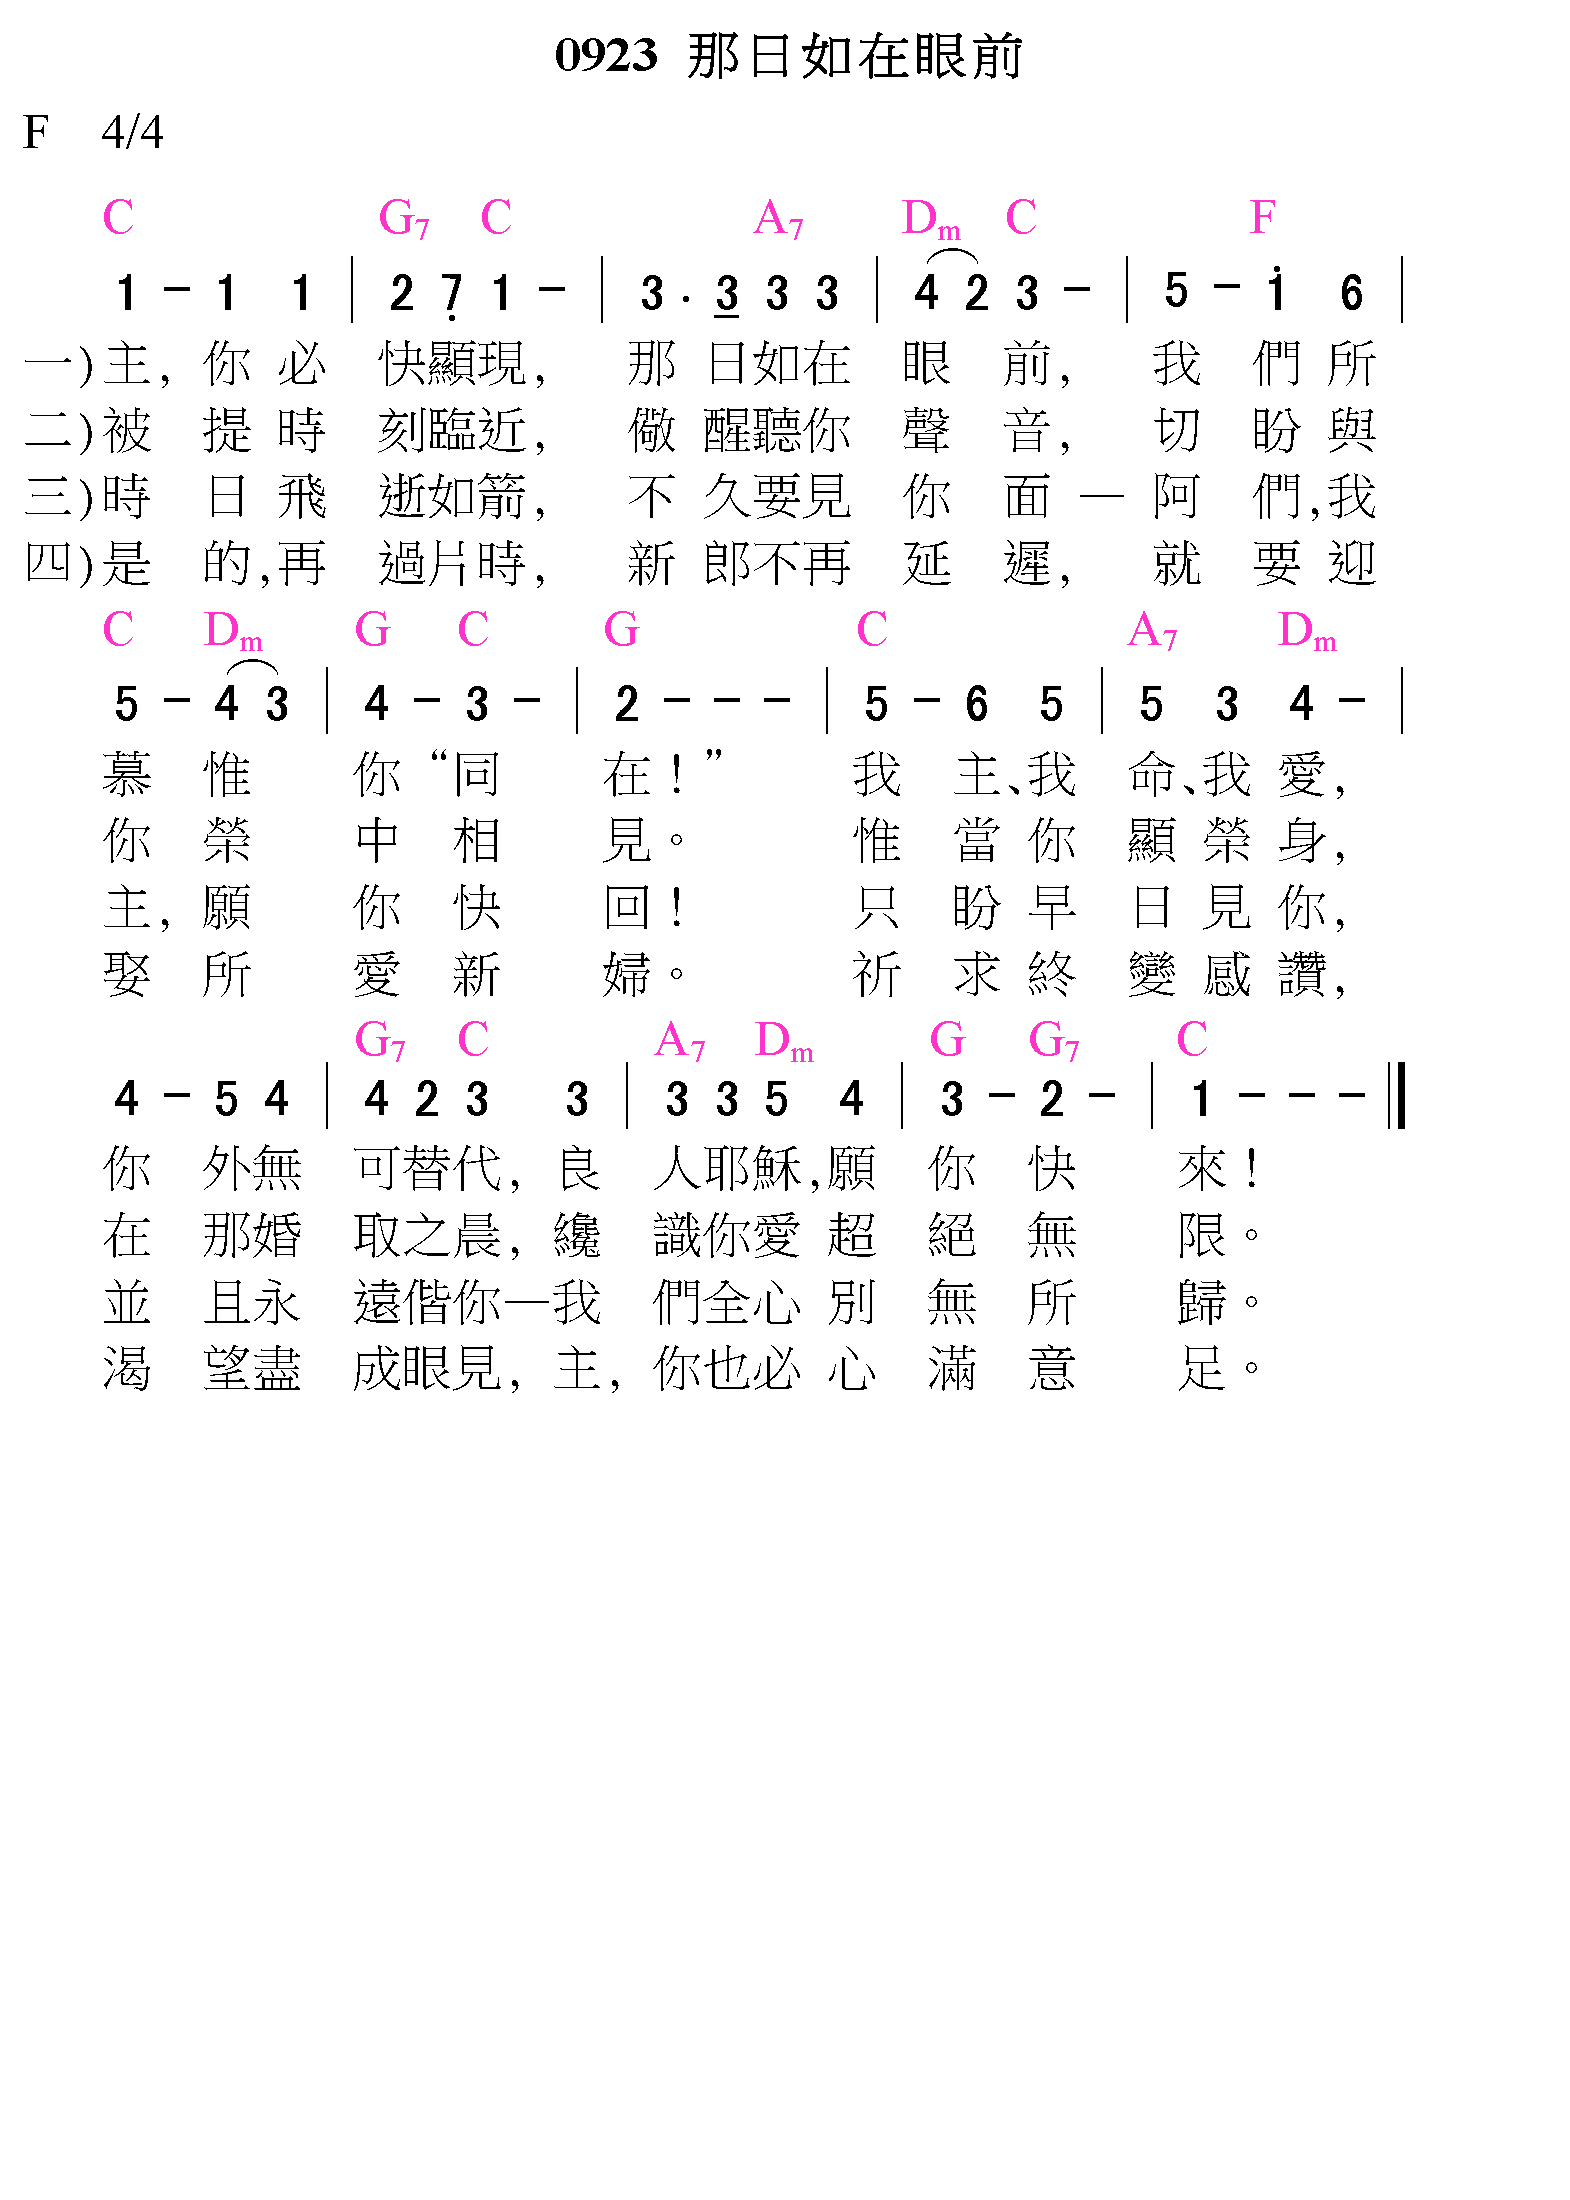 0923 那日如在眼前
F 4/4
C G7 C A7 Dm C F
1 - 1 1 | 2 7̣ 1 - | 3 . 3̲ 3 3 | 4 2 3 - | 5 - 1̇ 6 |
一)主, 你 必 快顯現, 那 日如在 眼 前, 我 們 所
二)被 提 時 刻臨近, 儆 醒聽你 聲 音, 切 盼 與
三)時 日 飛 逝如箭, 不 久要見 你 面 — 阿 們,我
四)是 的,再 過片時, 新 郎不再 延 遲, 就 要 迎
C Dm G C G C A7 Dm
5 - 4 3 | 4 - 3 - | 2 - - - | 5 - 6 5 | 5 3 4 - |
慕 惟 你 “同 在!” 我 主、我 命、我 愛,
你 榮 中 相 見。 惟 當 你 顯 榮 身,
主, 願 你 快 回! 只 盼 早 日 見 你,
娶 所 愛 新 婦。 祈 求 終 變 感 讚,
G7 C A7 Dm G G7 C
4 - 5 4 | 4 2 3 3 | 3 3 5 4 | 3 - 2 - | 1 - - - ‖
你 外無 可替代, 良 人耶穌,願 你 快 來!
在 那婚 取之晨, 纔 識你愛 超 絕 無 限。
並 且永 遠偕你—我 們全心 別 無 所 歸。
渴 望盡 成眼見, 主, 你也必 心 滿 意 足。